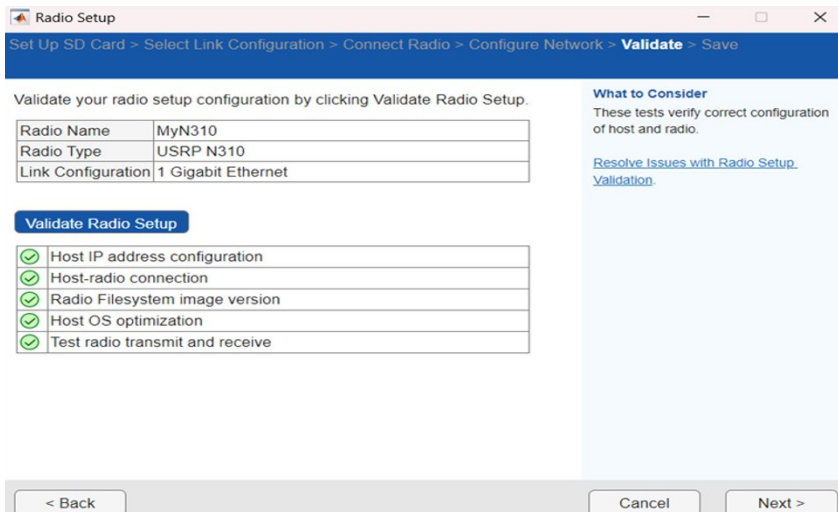 Radio Setup
Set Up SD Card > Select Link Configuration > Connect Radio > Configure Network > Validate > Save
Validate your radio setup configuration by clicking Validate Radio Setup.
Radio Name MyN310
Radio Type USRP N310
Link Configuration 1 Gigabit Ethernet
Validate Radio Setup
Host IP address configuration
Host-radio connection
Radio Filesystem image version
Host OS optimization
Test radio transmit and receive
What to Consider
These tests verify correct configuration
of host and radio.
Resolve Issues with Radio Setup
Validation.
< Back
Cancel
Next >